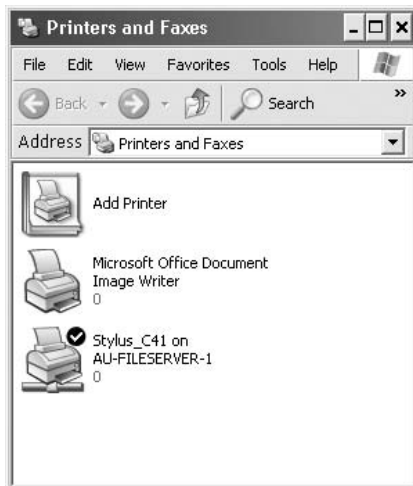 Printers and Faxes
File Edit View Favorites Tools Help
Back Search »
Address Printers and Faxes
Add Printer
Microsoft Office Document
Image Writer
0
Stylus_C41 on
AU-FILESERVER-1
0